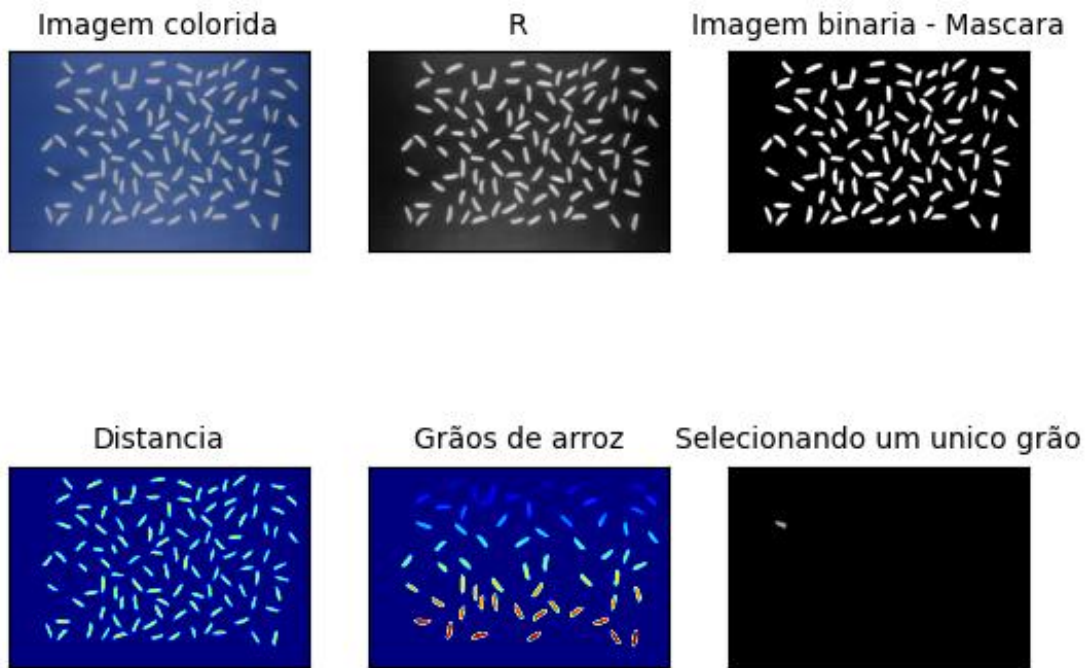 Imagem colorida
R
Imagem binaria - Mascara
Distancia
Grãos de arroz
Selecionando um unico grão